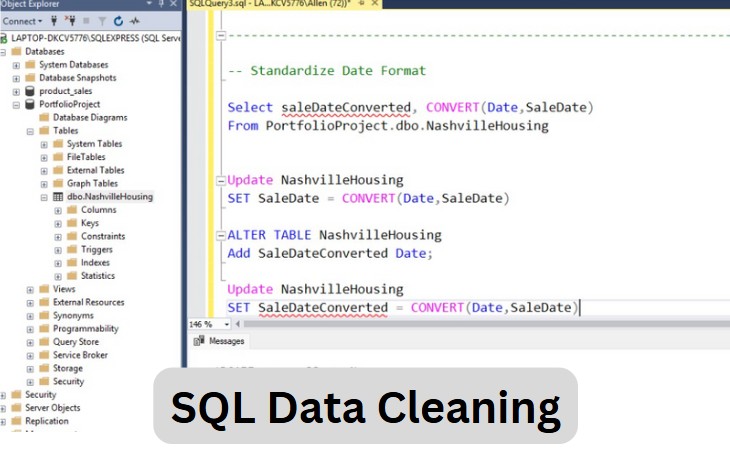 Object Explorer
Connect
LAPTOP-DKCV5776\SQLEXPRESS (SQL Serve
Databases
System Databases
Database Snapshots
product_sales
PortfolioProject
Database Diagrams
Tables
System Tables
FileTables
External Tables
Graph Tables
dbo.NashvilleHousing
Columns
Keys
Constraints
Triggers
Indexes
Statistics
Views
External Resources
Synonyms
Programmability
Query Store
Service Broker
Storage
Security
Security
Server Objects
Replication
SQLQuery3.sql - LA...KCV5776\Allen (72))*
-- Standardize Date Format
Select saleDateConverted, CONVERT(Date,SaleDate)
From PortfolioProject.dbo.NashvilleHousing
Update NashvilleHousing
SET SaleDate = CONVERT(Date,SaleDate)
ALTER TABLE NashvilleHousing
Add SaleDateConverted Date;
Update NashvilleHousing
SET SaleDateConverted = CONVERT(Date,SaleDate)
146 %
Messages
SQL Data Cleaning